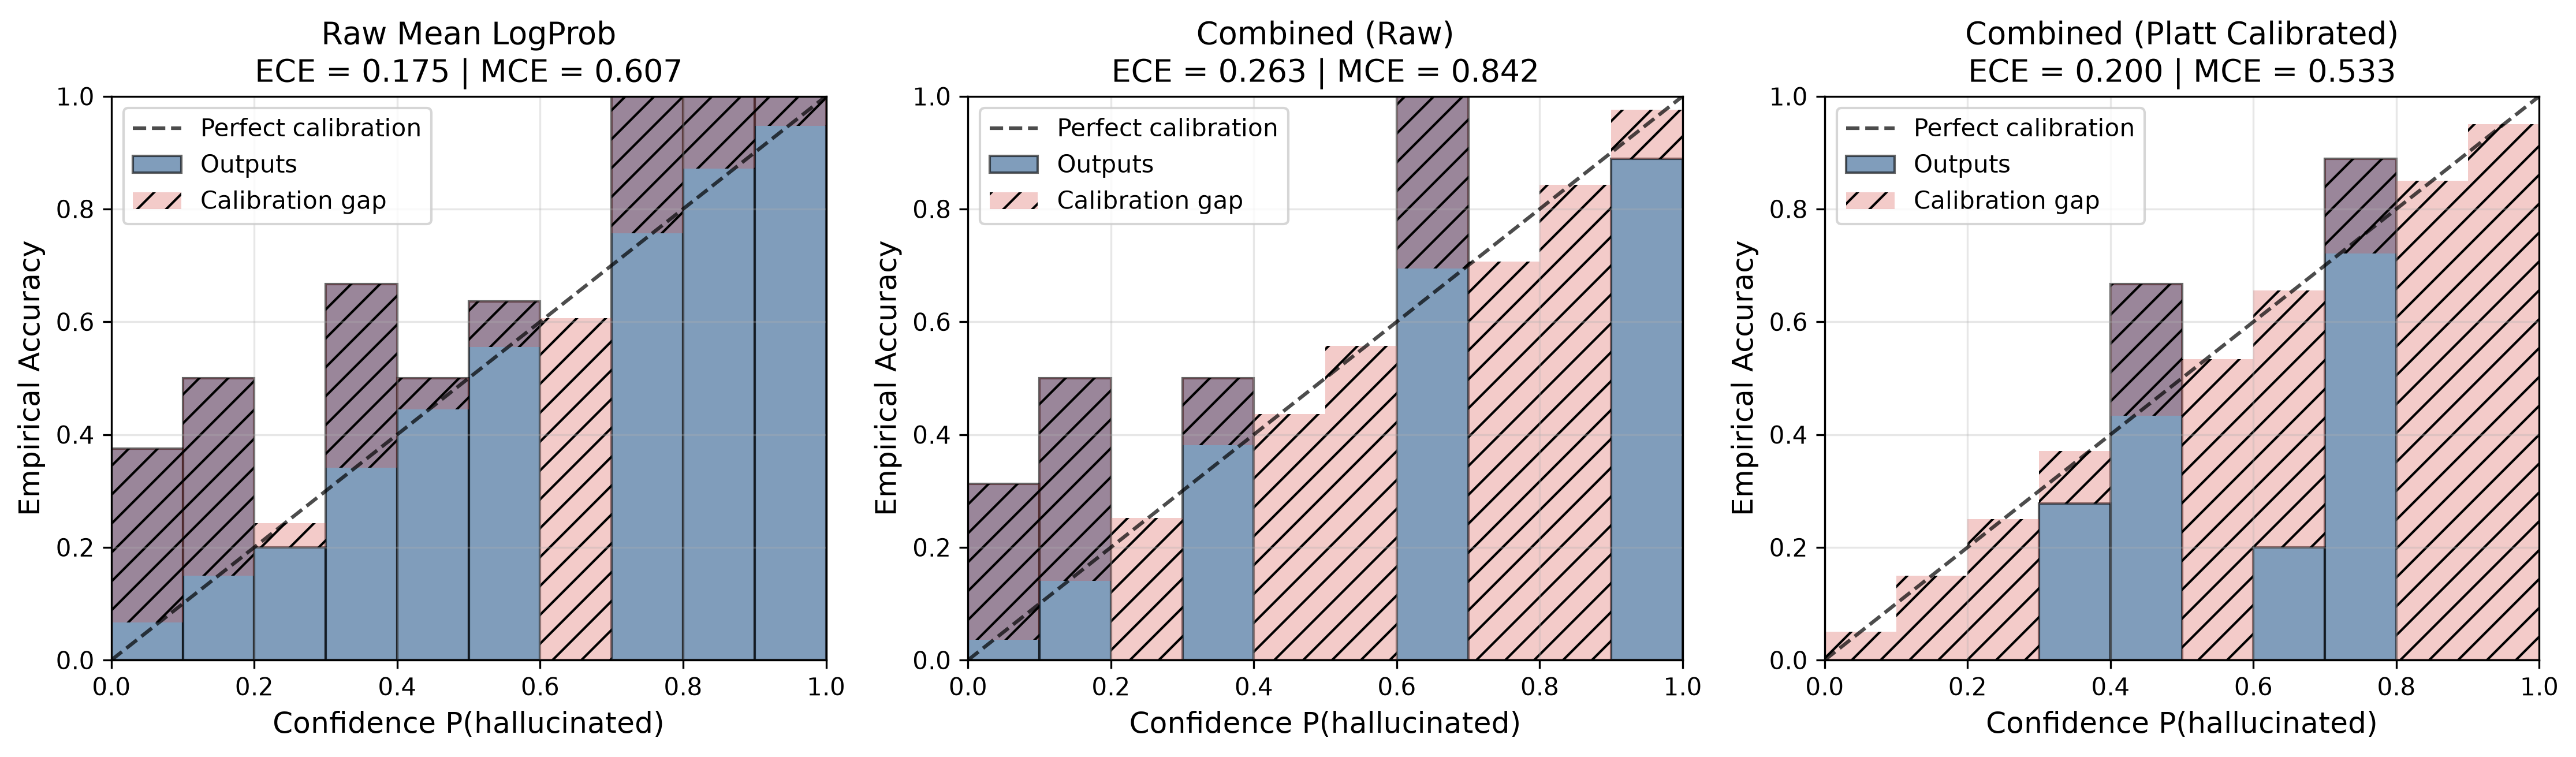 Raw Mean LogProb
ECE = 0.175 | MCE = 0.607
Perfect calibration
Outputs
Calibration gap
Empirical Accuracy
1.0
0.8
0.6
0.4
0.2
0.0
0.0 0.2 0.4 0.6 0.8 1.0
Confidence P(hallucinated)
Combined (Raw)
ECE = 0.263 | MCE = 0.842
Perfect calibration
Outputs
Calibration gap
Empirical Accuracy
1.0
0.8
0.6
0.4
0.2
0.0
0.0 0.2 0.4 0.6 0.8 1.0
Confidence P(hallucinated)
Combined (Platt Calibrated)
ECE = 0.200 | MCE = 0.533
Perfect calibration
Outputs
Calibration gap
Empirical Accuracy
1.0
0.8
0.6
0.4
0.2
0.0
0.0 0.2 0.4 0.6 0.8 1.0
Confidence P(hallucinated)